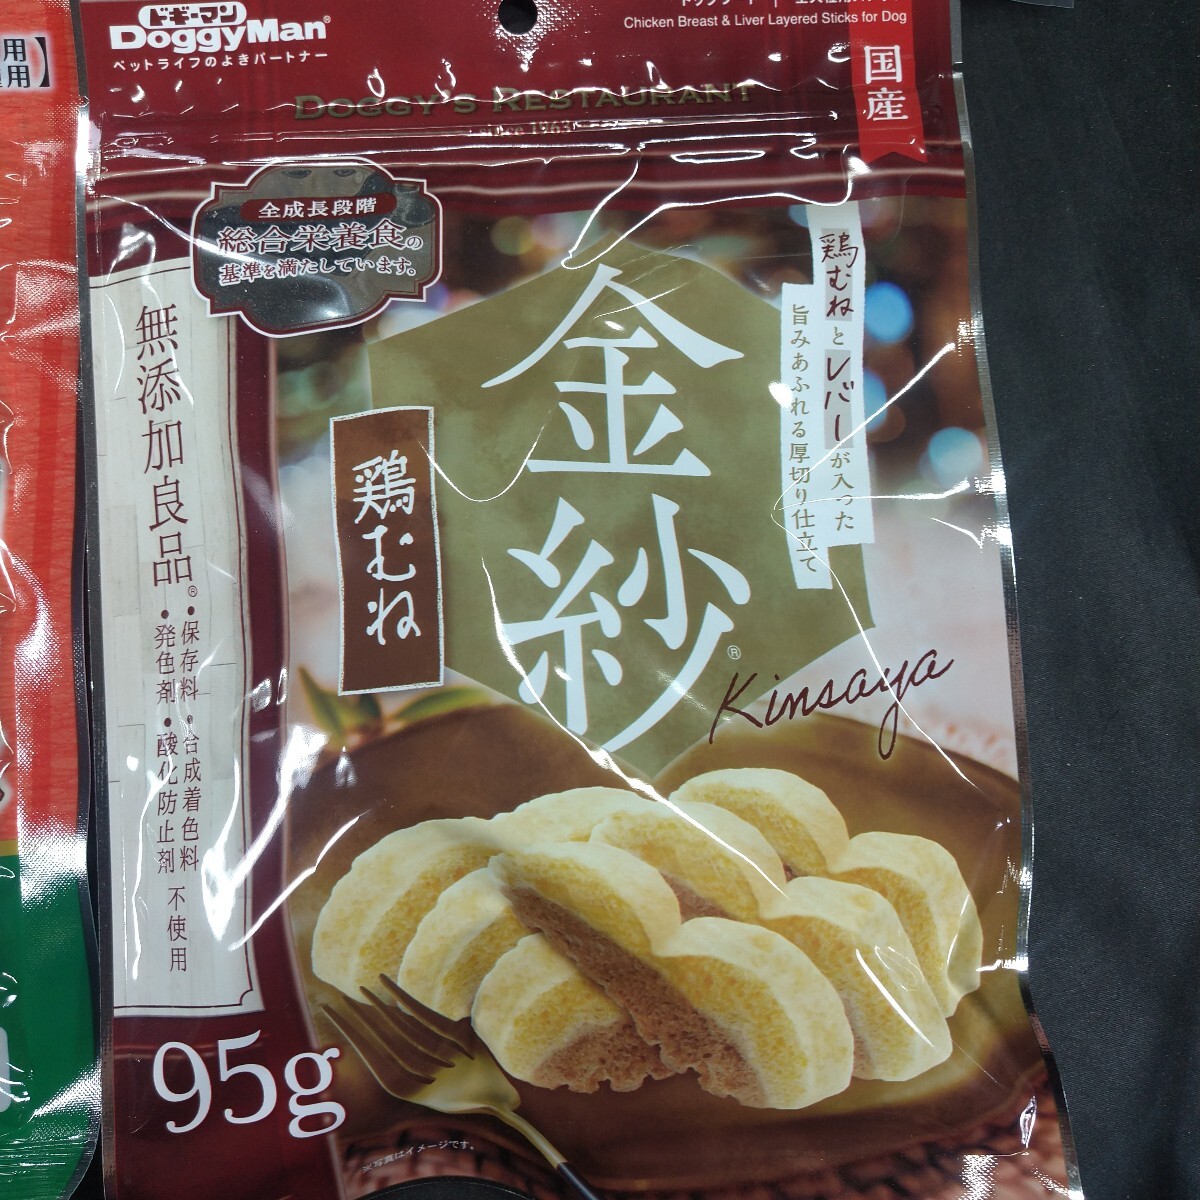 ドギーマン
DoggyMan®
ペットライフのよきパートナー
Chicken Breast & Liver Layered Sticks for Dog
国産
DOGGY'S RESTAURANT
since 1963
全成長段階
総合栄養食の
基準を満たしています。
鶏むねとレバーが入った
旨みあふれる厚切り仕立て
金紗®
Kinsaya
鶏むね
無添加良品®
・保存料・合成着色料
・発色剤・酸化防止剤
不使用
95g
※写真はイメージです。
用
用】